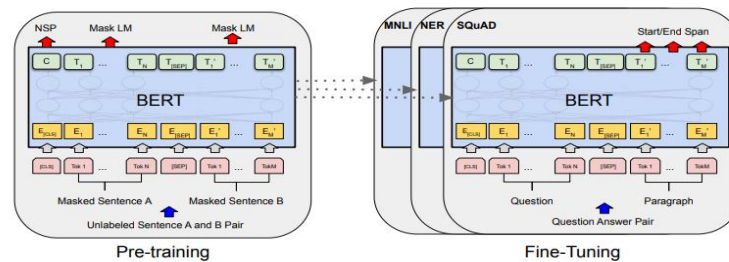 NSP Mask LM Mask LM
C T1 ... TN T[SEP] T1' ... TM'
BERT
E[CLS] E1 ... EN E[SEP] E1' ... EM'
[CLS] Tok 1 ... Tok N [SEP] Tok 1 ... TokM
Masked Sentence A Masked Sentence B
Unlabeled Sentence A and B Pair
Pre-training
MNLI NER SQuAD
Start/End Span
C T1 ... TN T[SEP] T1' ... TM'
BERT
E[CLS] E1 ... EN E[SEP] E1' ... EM'
[CLS] Tok 1 ... Tok N [SEP] Tok 1 ... TokM
Question Paragraph
Question Answer Pair
Fine-Tuning